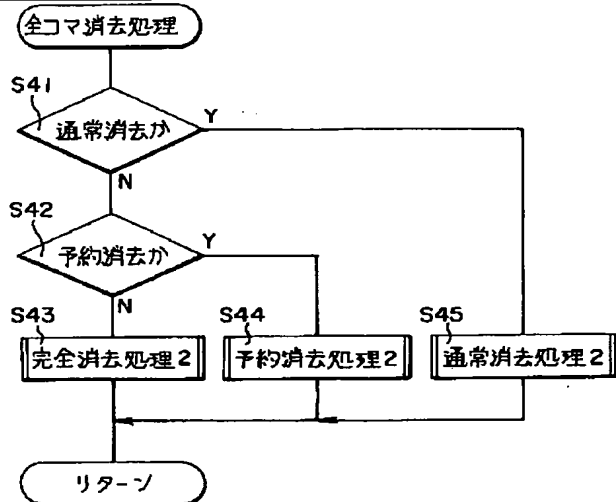 全コマ消去処理
S41
通常消去か
Y
N
S42
予約消去か
Y
N
S43
完全消去処理2
S44
予約消去処理2
S45
通常消去処理2
リターン